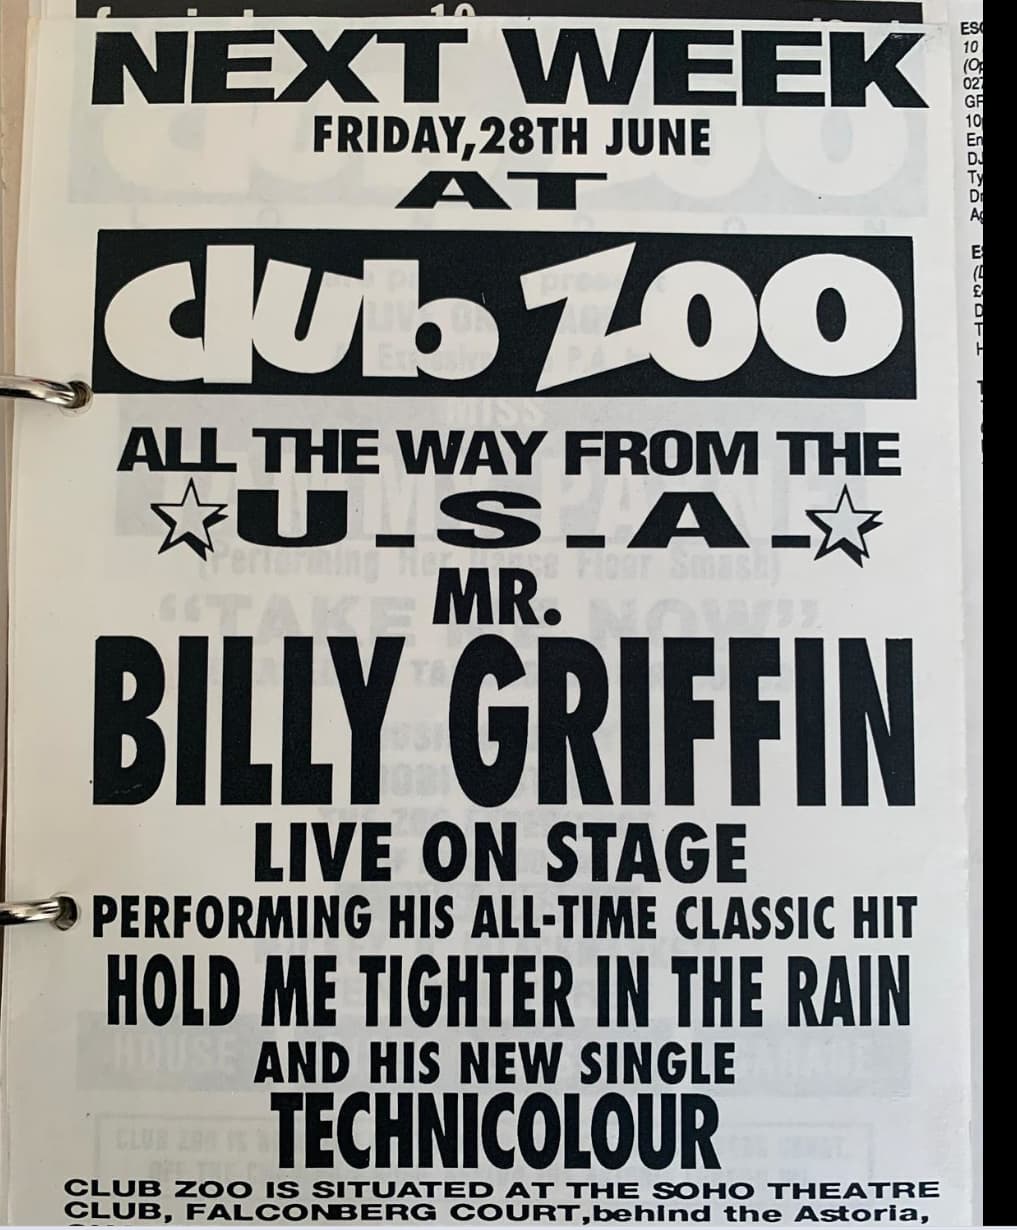 NEXT WEEK
FRIDAY,28TH JUNE
AT
club zoo
ALL THE WAY FROM THE
U_S_A_
MR.
BILLY GRIFFIN
LIVE ON STAGE
PERFORMING HIS ALL-TIME CLASSIC HIT
HOLD ME TIGHTER IN THE RAIN
AND HIS NEW SINGLE
TECHNICOLOUR
CLUB ZOO IS SITUATED AT THE SOHO THEATRE
CLUB, FALCONBERG COURT,behind the Astoria,